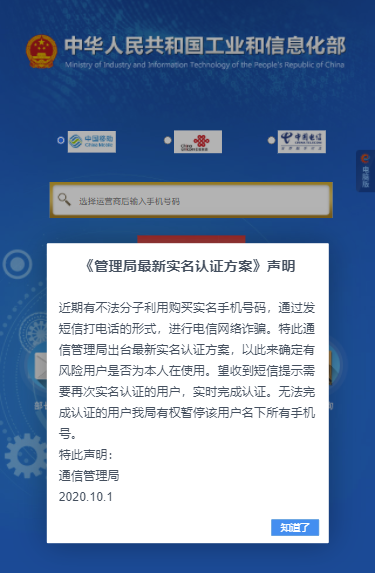 中华人民共和国工业和信息化部
Ministry of Industry and Information Technology of the People's Republic of China
中国移动
China Mobile
China
中国电信
CHINA TELECOM
电脑版
选择运营商后输入手机号码
《管理局最新实名认证方案》声明
近期有不法分子利用购买实名手机号码，通过发
短信打电话的形式，进行电信网络诈骗。特此通
信管理局出台最新实名认证方案，以此来确定有
风险用户是否为本人在使用。望收到短信提示需
要再次实名认证的用户，实时完成认证。无法完
成认证的用户我局有权暂停该用户名下所有手机
号。
特此声明：
通信管理局
2020.10.1
知道了
部
询